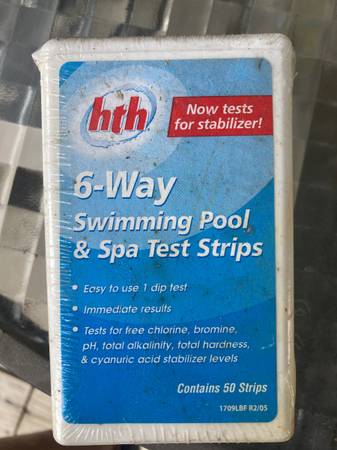 hth
Now tests
for stabilizer!
6-Way
Swimming Pool
& Spa Test Strips
• Easy to use 1 dip test
• Immediate results
• Tests for free chlorine, bromine,
pH, total alkalinity, total hardness,
& cyanuric acid stabilizer levels
Contains 50 Strips
1709LBF R2/05